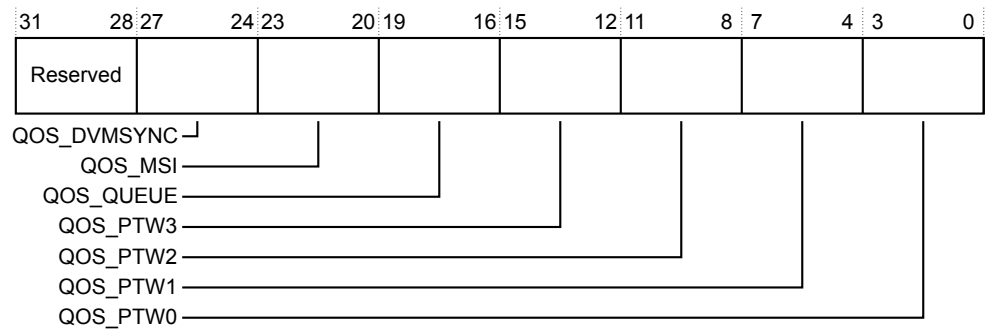 31 28 27 24 23 20 19 16 15 12 11 8 7 4 3 0
Reserved
QOS_DVMSYNC
QOS_MSI
QOS_QUEUE
QOS_PTW3
QOS_PTW2
QOS_PTW1
QOS_PTW0